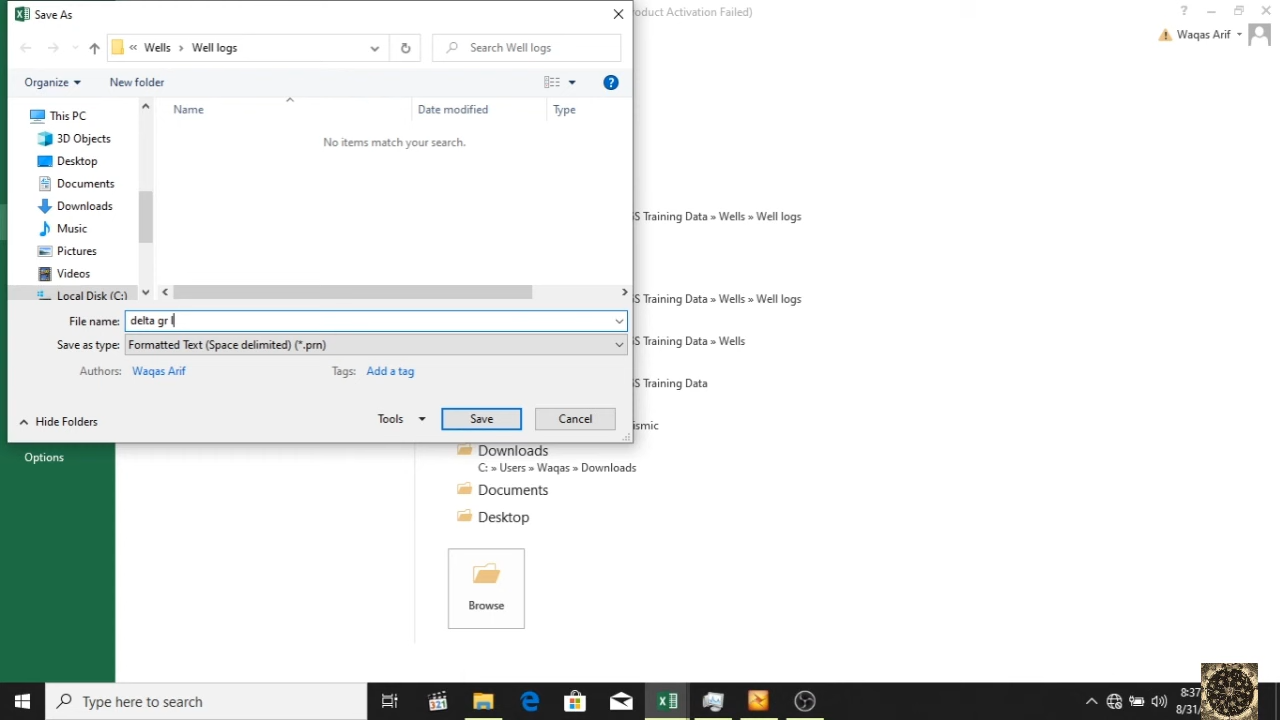 Save As
roduct Activation Failed)
Waqas Arif
Wells
Well logs
Search Well logs
Organize
New folder
Name
Date modified
Type
This PC
3D Objects
Desktop
Documents
Downloads
Music
Pictures
Videos
Local Disk (C:)
No items match your search.
File name: delta gr l
Save as type: Formatted Text (Space delimited) (*.prn)
Authors: Waqas Arif
Tags: Add a tag
Hide Folders
Tools
Save
Cancel
Options
S Training Data » Wells » Well logs
S Training Data » Wells » Well logs
S Training Data » Wells
S Training Data
ismic
Downloads
C: » Users » Waqas » Downloads
Documents
Desktop
Browse
Type here to search
321
8:37
8/31/